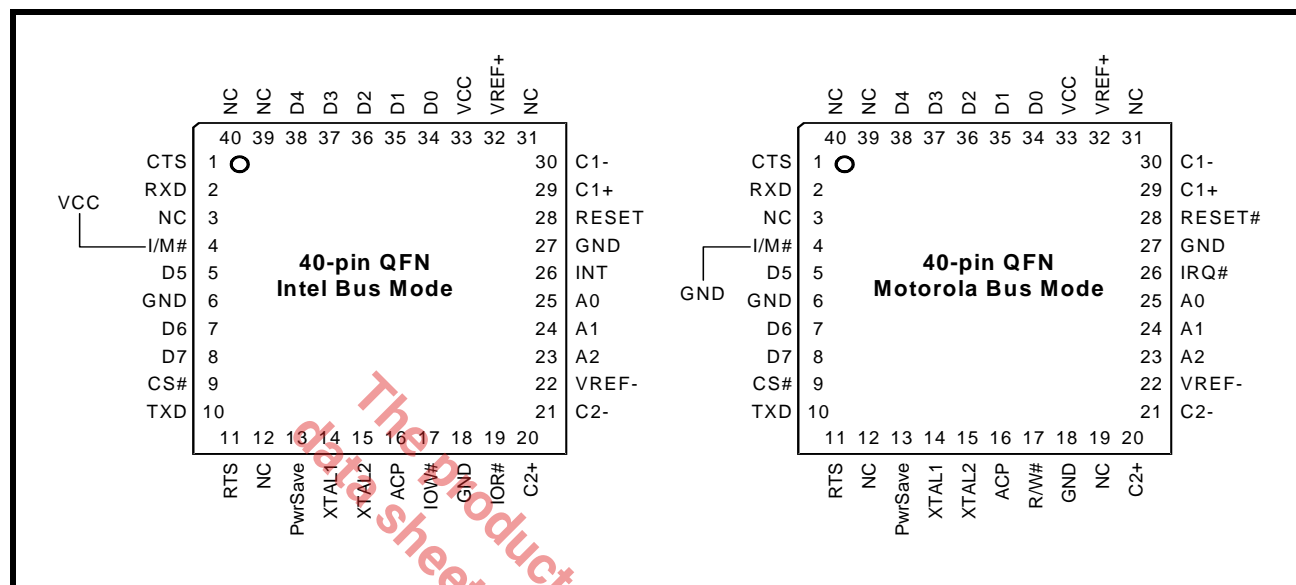 NC NC D4 D3 D2 D1 D0 VCC VREF+ NC
40 39 38 37 36 35 34 33 32 31
CTS 1 30 C1-
RXD 2 29 C1+
VCC
NC 3 28 RESET
I/M# 4 27 GND
D5 5 26 INT
GND 6 25 A0
D6 7 24 A1
D7 8 23 A2
CS# 9 22 VREF-
TXD 10 21 C2-
40-pin QFN
Intel Bus Mode
11 12 13 14 15 16 17 18 19 20
RTS NC PwrSave XTAL1 XTAL2 ACP IOW# GND IOR# C2+
NC NC D4 D3 D2 D1 D0 VCC VREF+ NC
40 39 38 37 36 35 34 33 32 31
CTS 1 30 C1-
RXD 2 29 C1+
NC 3 28 RESET#
I/M# 4 27 GND
D5 5 26 IRQ#
GND
GND 6 25 A0
D6 7 24 A1
D7 8 23 A2
CS# 9 22 VREF-
TXD 10 21 C2-
40-pin QFN
Motorola Bus Mode
11 12 13 14 15 16 17 18 19 20
RTS NC PwrSave XTAL1 XTAL2 ACP R/W# GND NC C2+
The product
data sheet